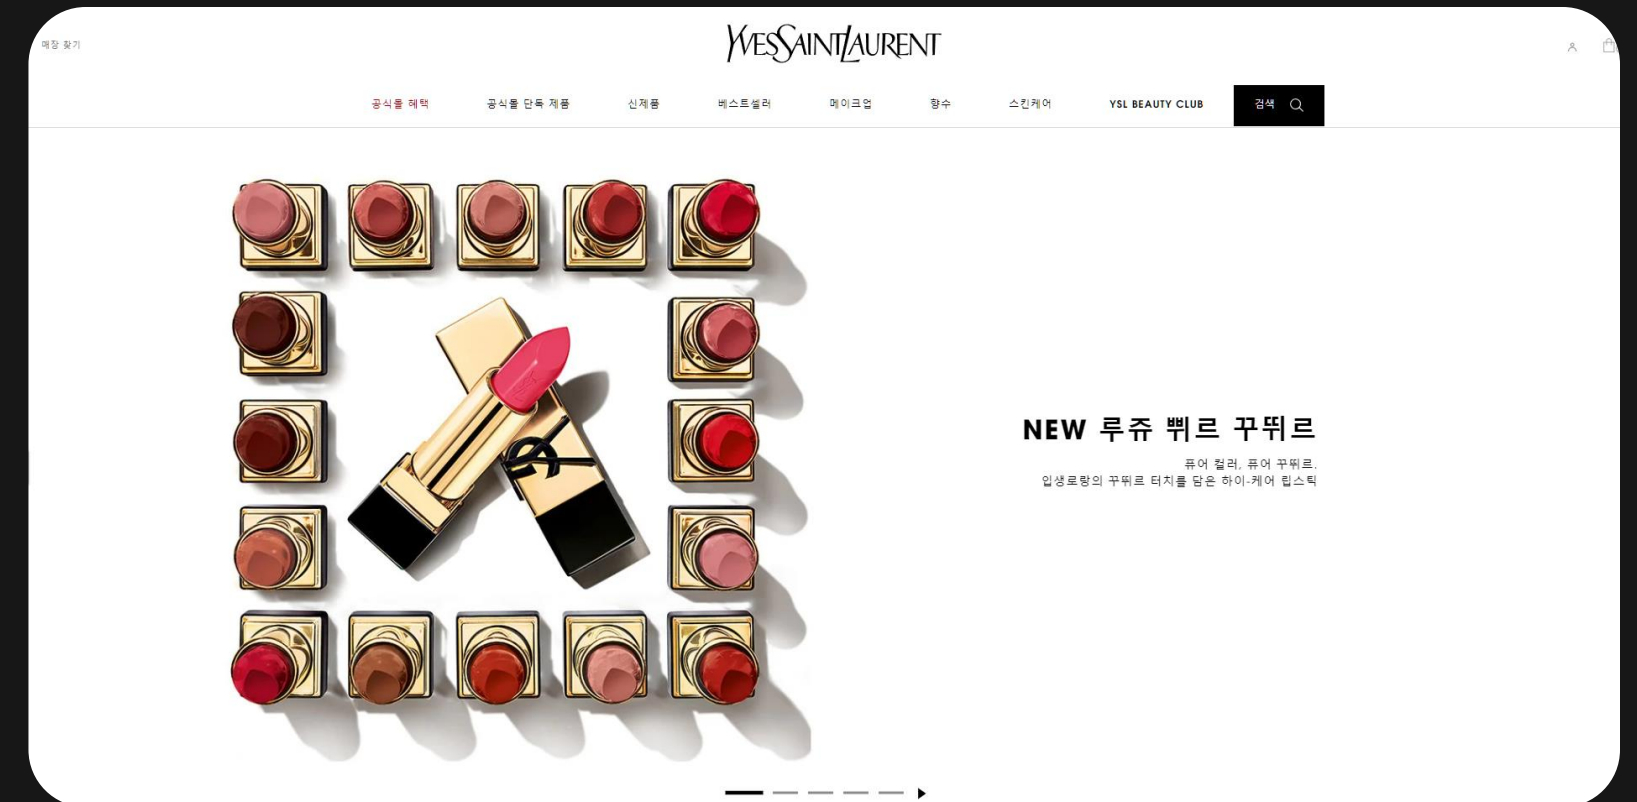 매장 찾기
YVESSAINTLAURENT
공식몰 혜택
공식몰 단독 제품
신제품
베스트셀러
메이크업
향수
스킨케어
YSL BEAUTY CLUB
검색
NEW 루쥬 쀠르 꾸뛰르
퓨어 컬러, 퓨어 꾸뛰르.
입생로랑의 꾸뛰르 터치를 담은 하이-케어 립스틱